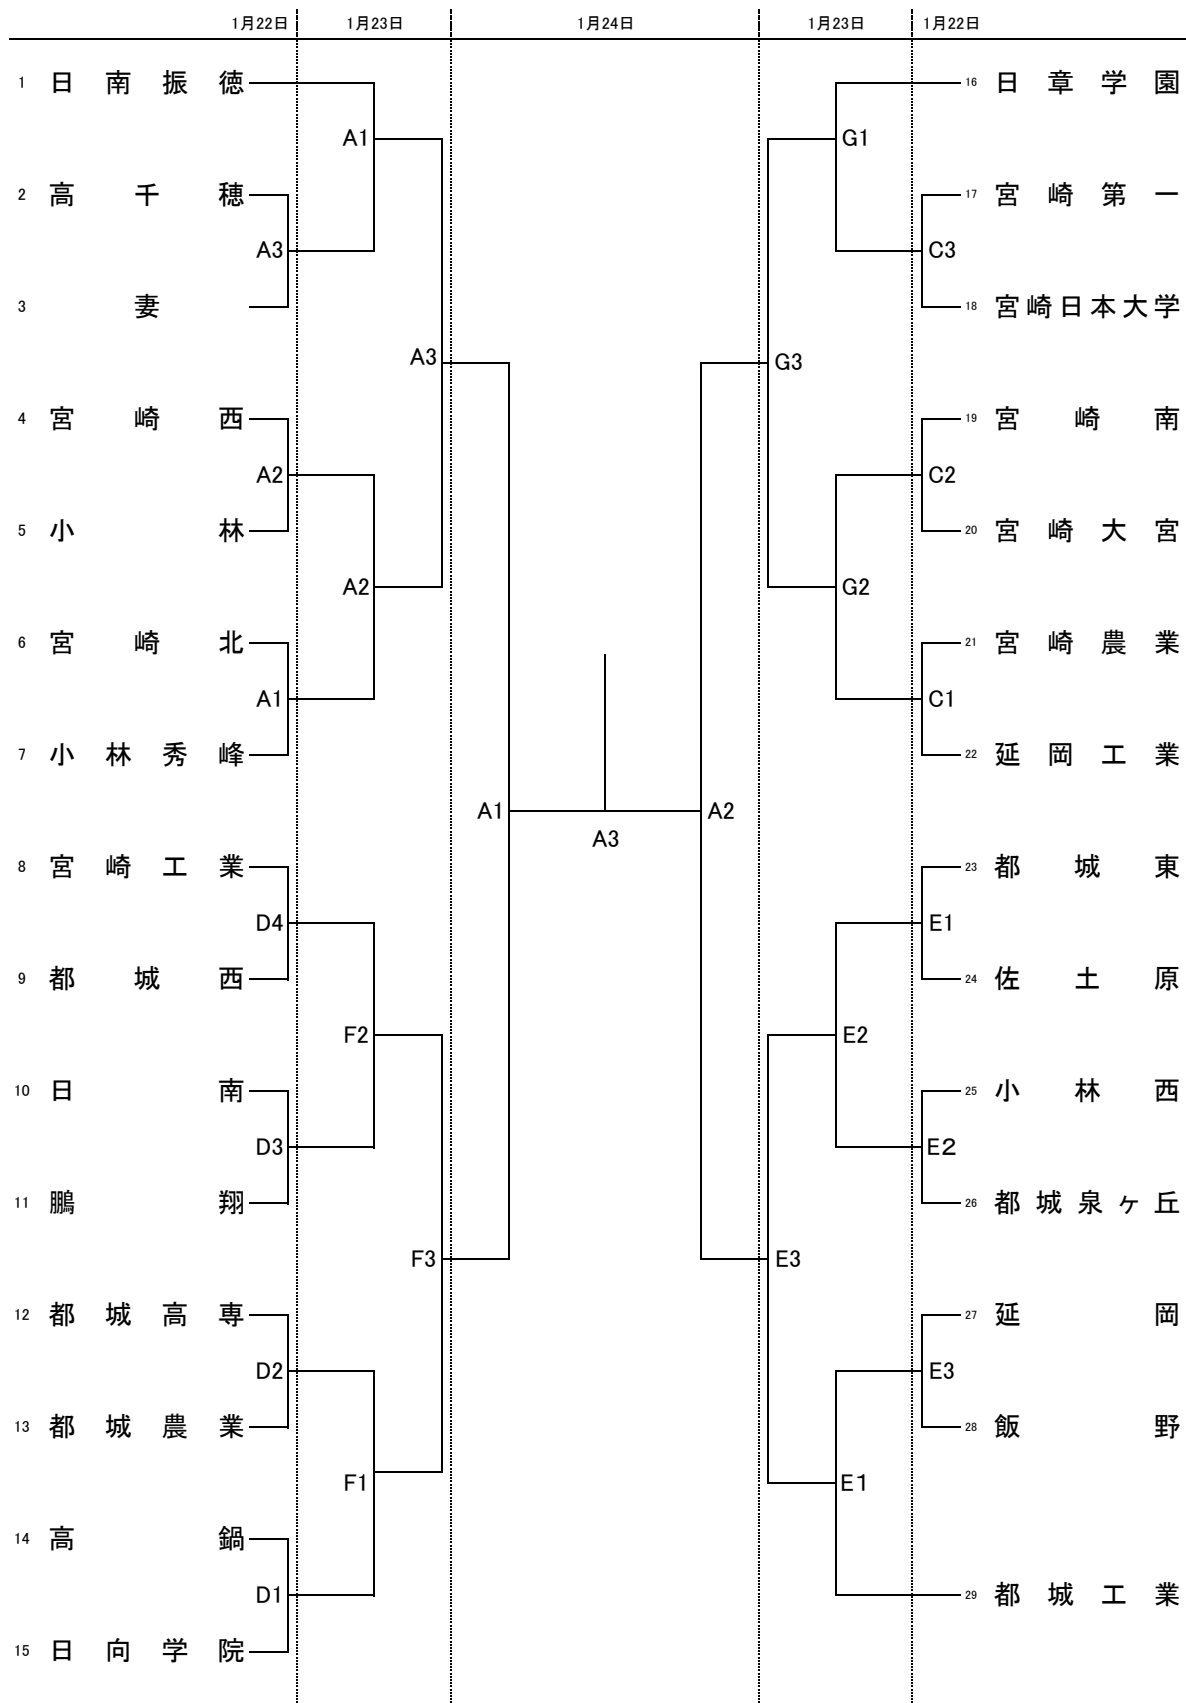 1月22日 1月23日 1月24日 1月23日 1月22日
1 日南振徳
16 日章学園
A1
G1
2 高千穂
17 宮崎第一
A3
C3
3 妻
18 宮崎日本大学
A3
G3
4 宮崎西
19 宮崎南
A2
C2
5 小林
20 宮崎大宮
A2
G2
6 宮崎北
21 宮崎農業
A1
C1
7 小林秀峰
22 延岡工業
A1
A2
A3
8 宮崎工業
23 都城東
D4
E1
9 都城西
24 佐土原
F2
E2
10 日南
25 小林西
D3
E2
11 鵬翔
26 都城泉ヶ丘
F3
E3
12 都城高専
27 延岡
D2
E3
13 都城農業
28 飯野
F1
E1
14 高鍋
D1
29 都城工業
15 日向学院